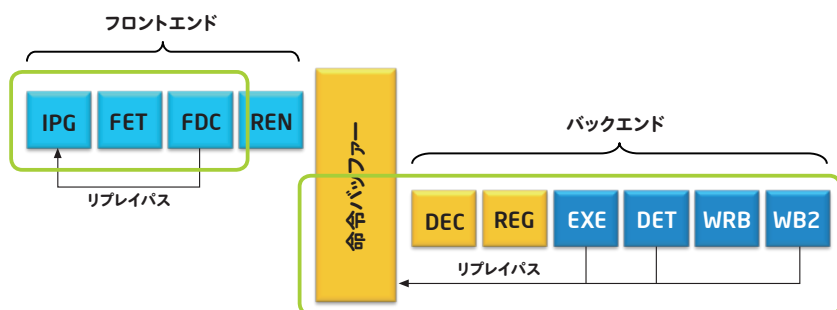 フロントエンド
IPG FET FDC REN
リプレイパス
命令バッファー
バックエンド
DEC REG EXE DET WRB WB2
リプレイパス